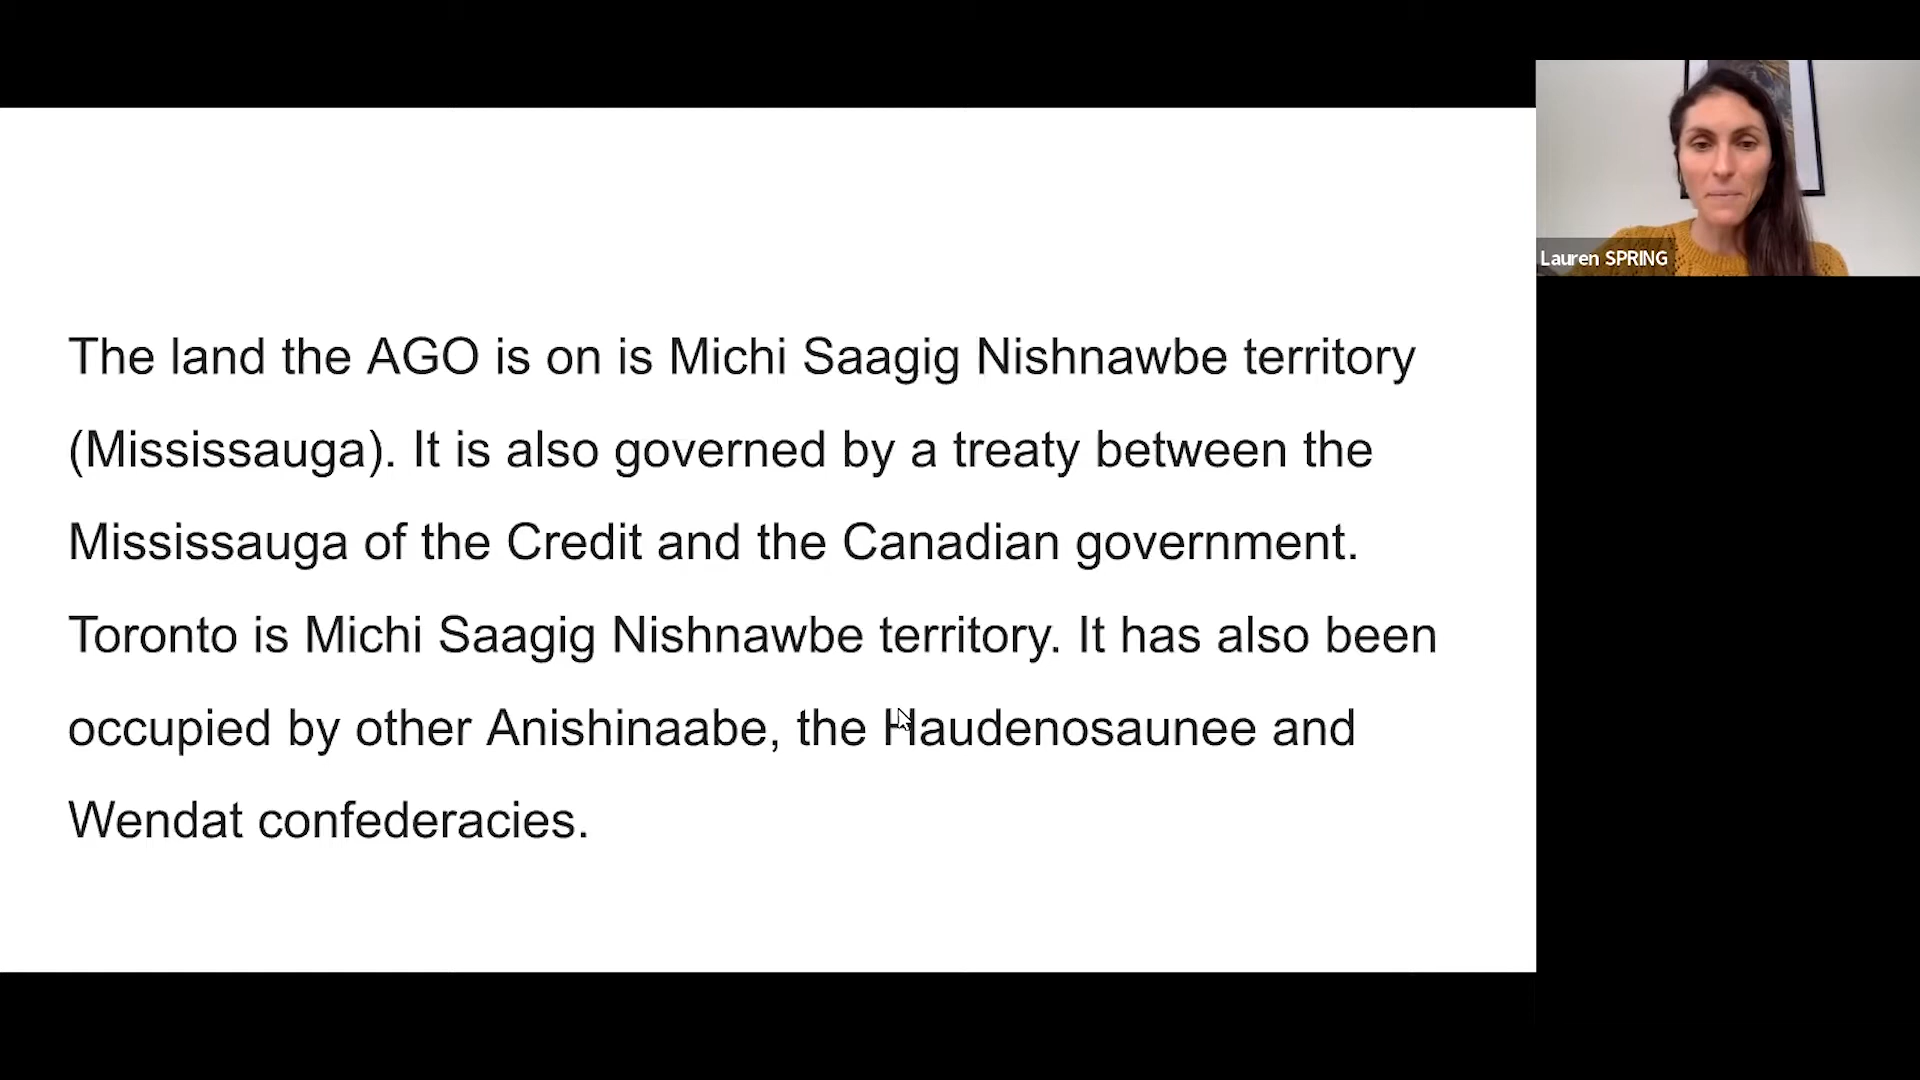 The land the AGO is on is Michi Saagig Nishnawbe territory
(Mississauga). It is also governed by a treaty between the
Mississauga of the Credit and the Canadian government.
Toronto is Michi Saagig Nishnawbe territory. It has also been
occupied by other Anishinaabe, the Haudenosaunee and
Wendat confederacies.
Lauren SPRING